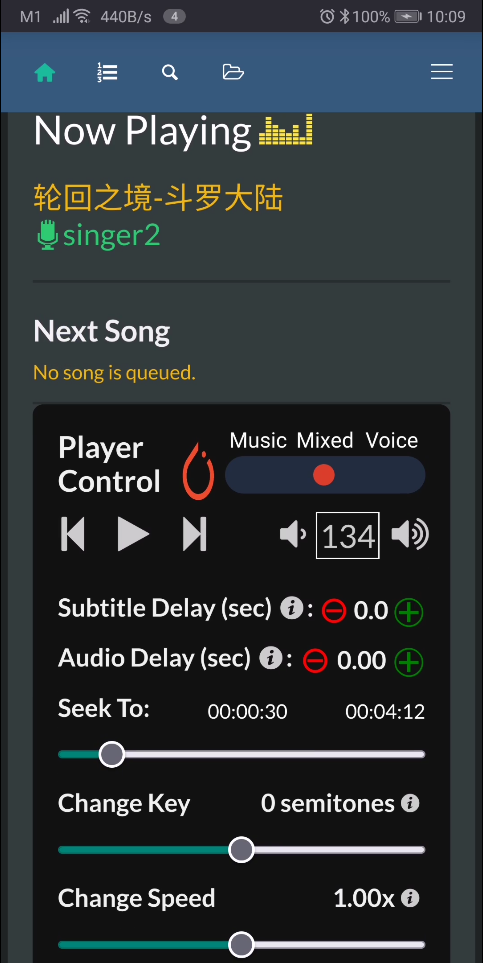 M1 440B/s 4 100% 10:09
Now Playing
轮回之境-斗罗大陆
singer2
Next Song
No song is queued.
Player Control
Music Mixed Voice
134
Subtitle Delay (sec) i : 0.0
Audio Delay (sec) i : 0.00
Seek To: 00:00:30 00:04:12
Change Key 0 semitones i
Change Speed 1.00x i